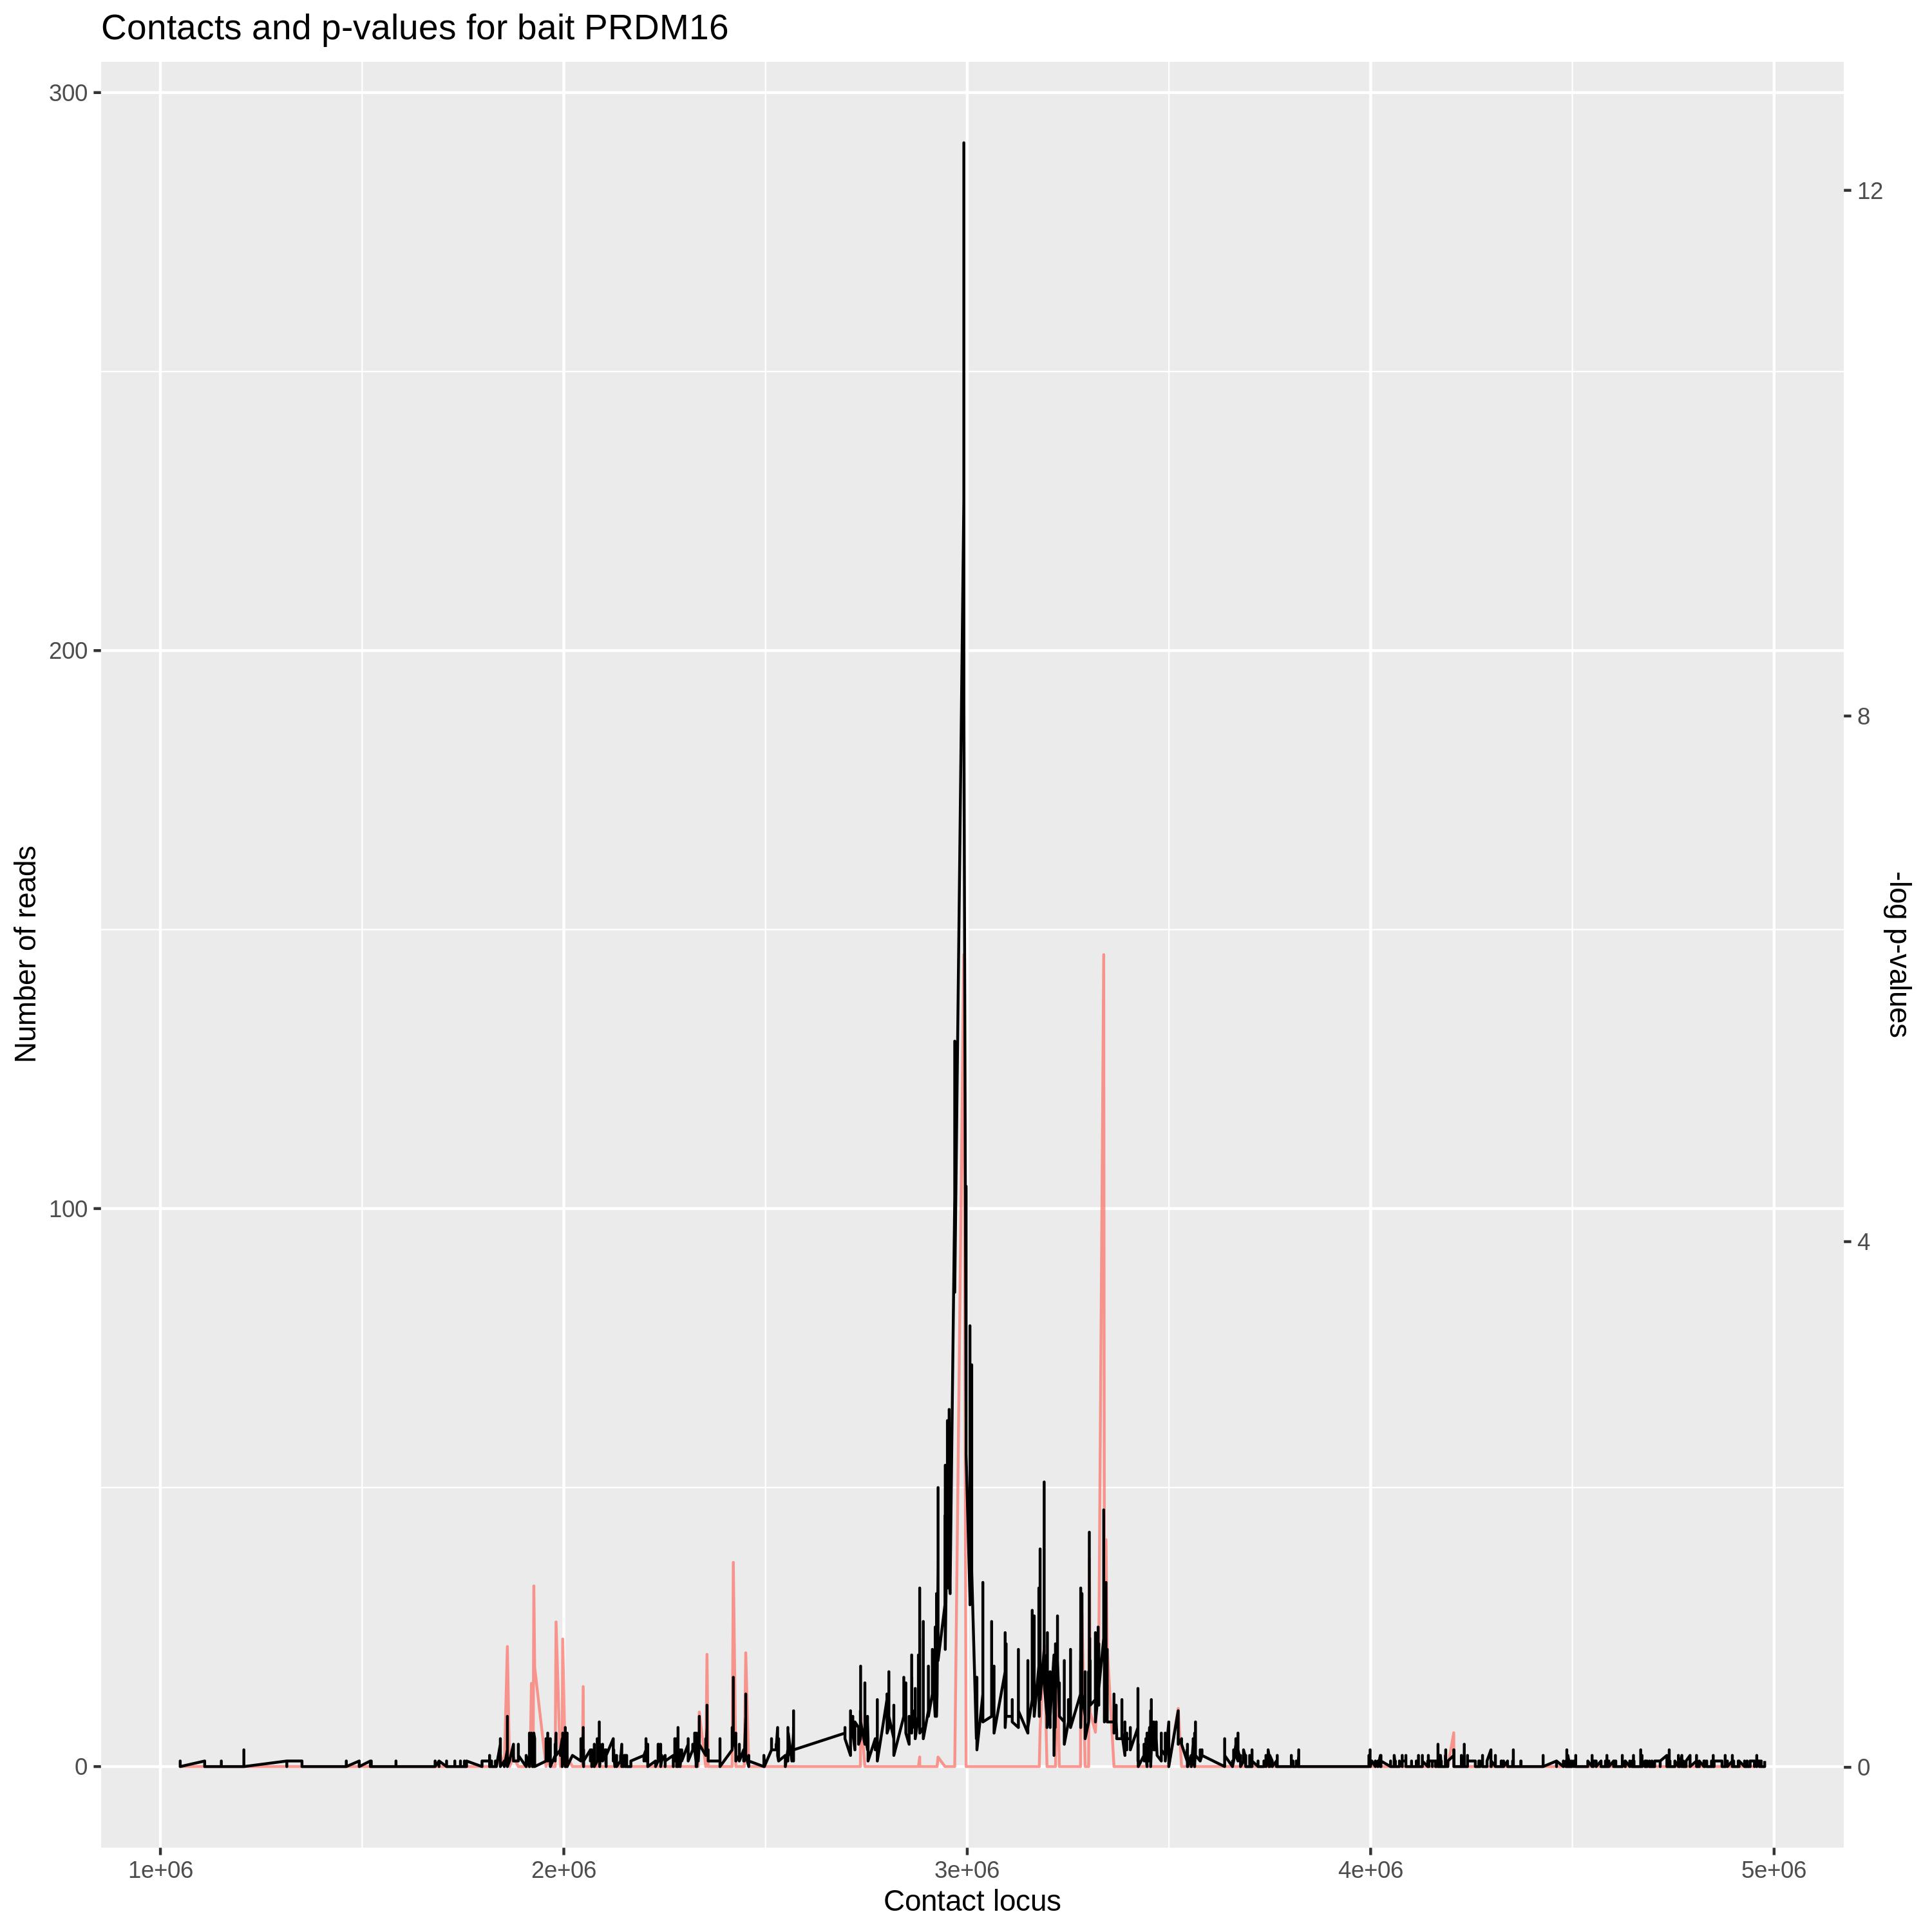 Contacts and p-values for bait PRDM16
300
200
100
0
Number of reads
12
8
4
0
-log p-values
1e+06
2e+06
3e+06
4e+06
5e+06
Contact locus